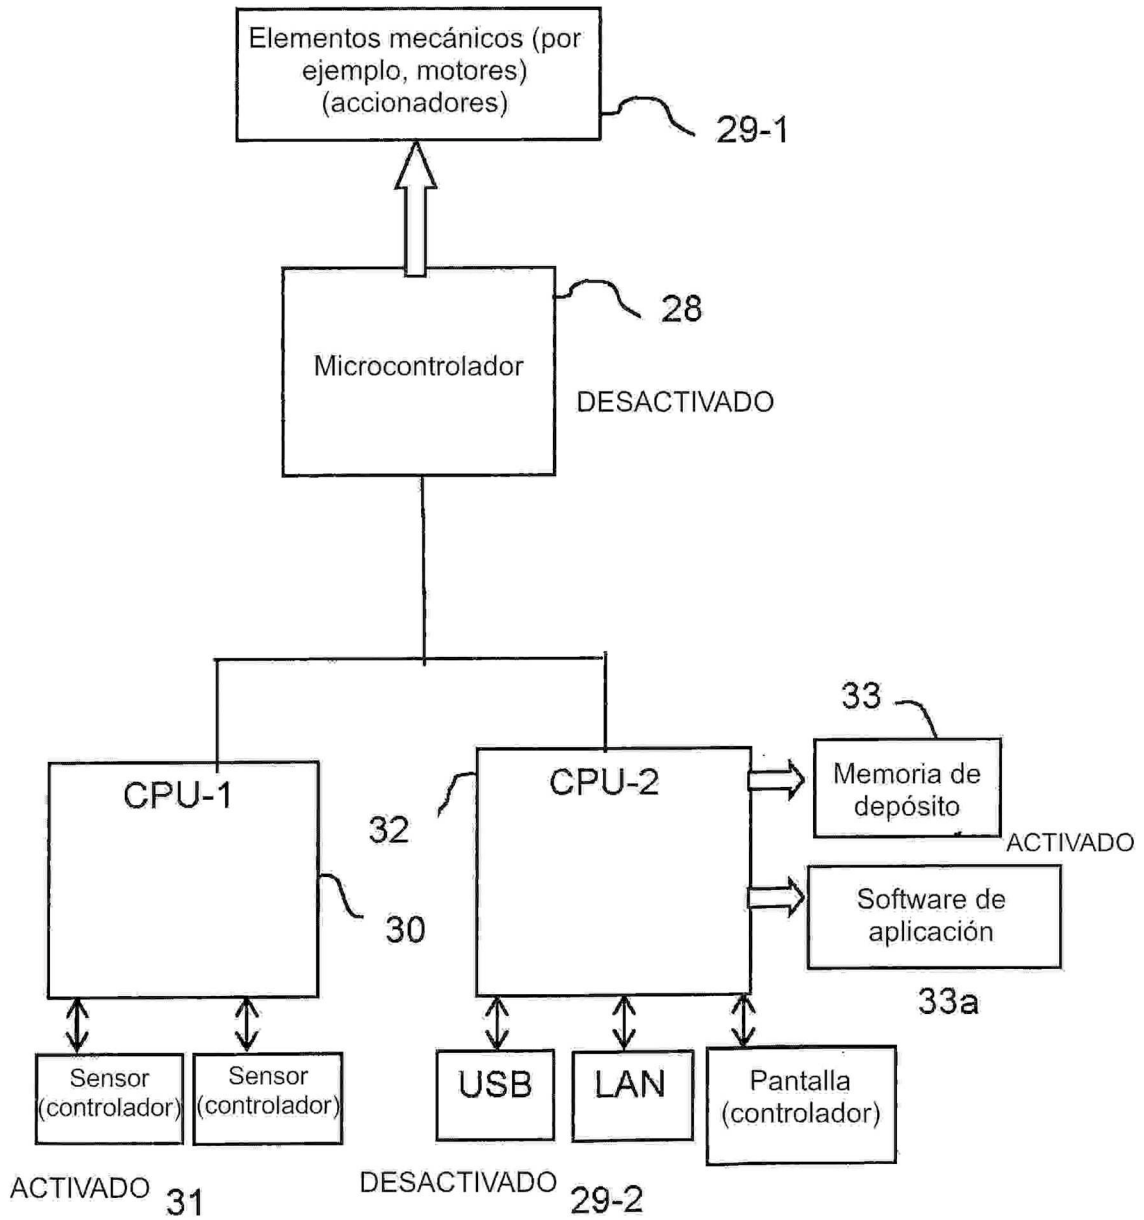 Elementos mecánicos (por
ejemplo, motores)
(accionadores)
29-1
28
Microcontrolador
DESACTIVADO
33
CPU-1
32
CPU-2
Memoria de
depósito
ACTIVADO
30
Software de
aplicación
33a
Sensor
(controlador)
Sensor
(controlador)
USB
LAN
Pantalla
(controlador)
ACTIVADO 31
DESACTIVADO 29-2